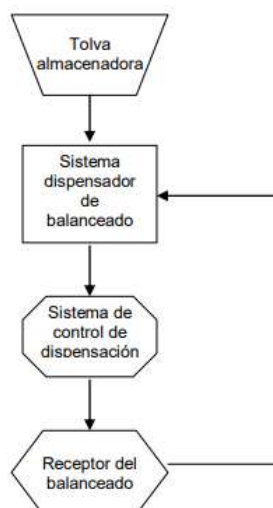 Tolva
almacenadora
Sistema
dispensador
de
balanceado
Sistema de
control de
dispensación
Receptor del
balanceado